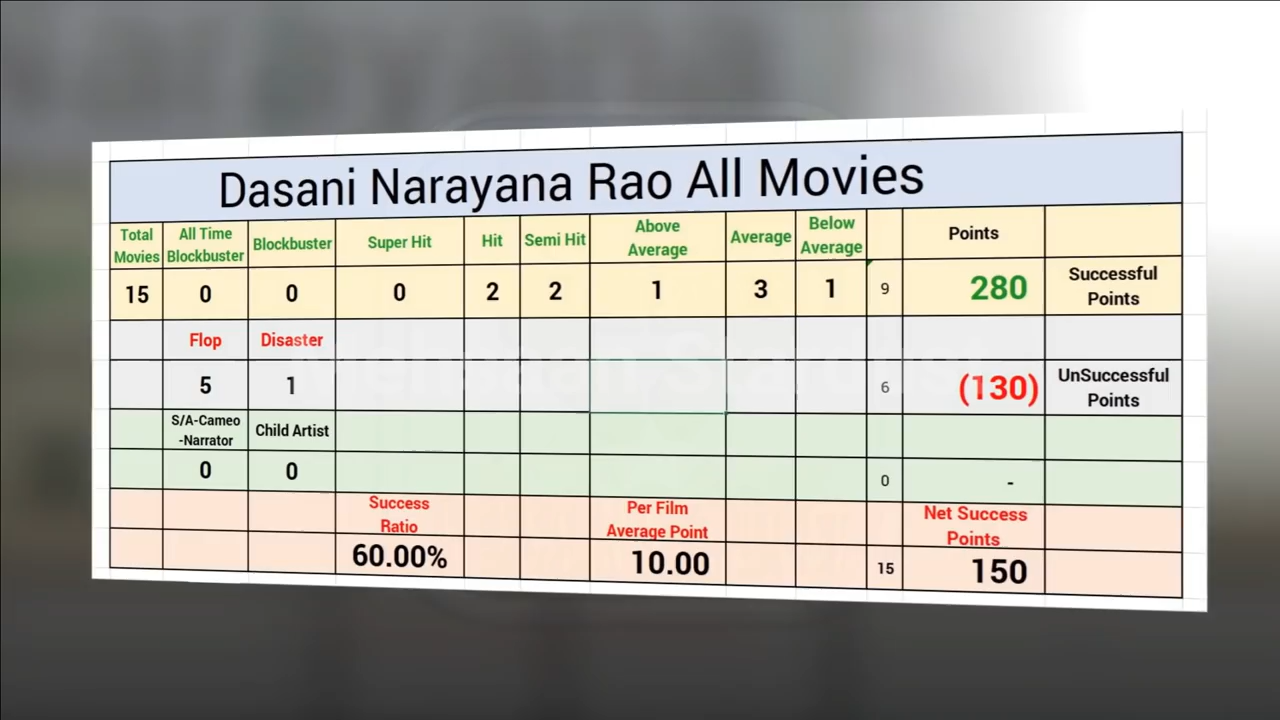 Dasani Narayana Rao All Movies
Total Movies All Time Blockbuster Blockbuster Super Hit Hit Semi Hit Above Average Average Below Average Points
15 0 0 0 2 2 1 3 1 9 280 Successful Points
Flop Disaster
5 1 6 (130) UnSuccessful Points
S/A-Cameo -Narrator Child Artist
0 0 0 -
Success Ratio Per Film Average Point Net Success Points
60.00% 10.00 15 150